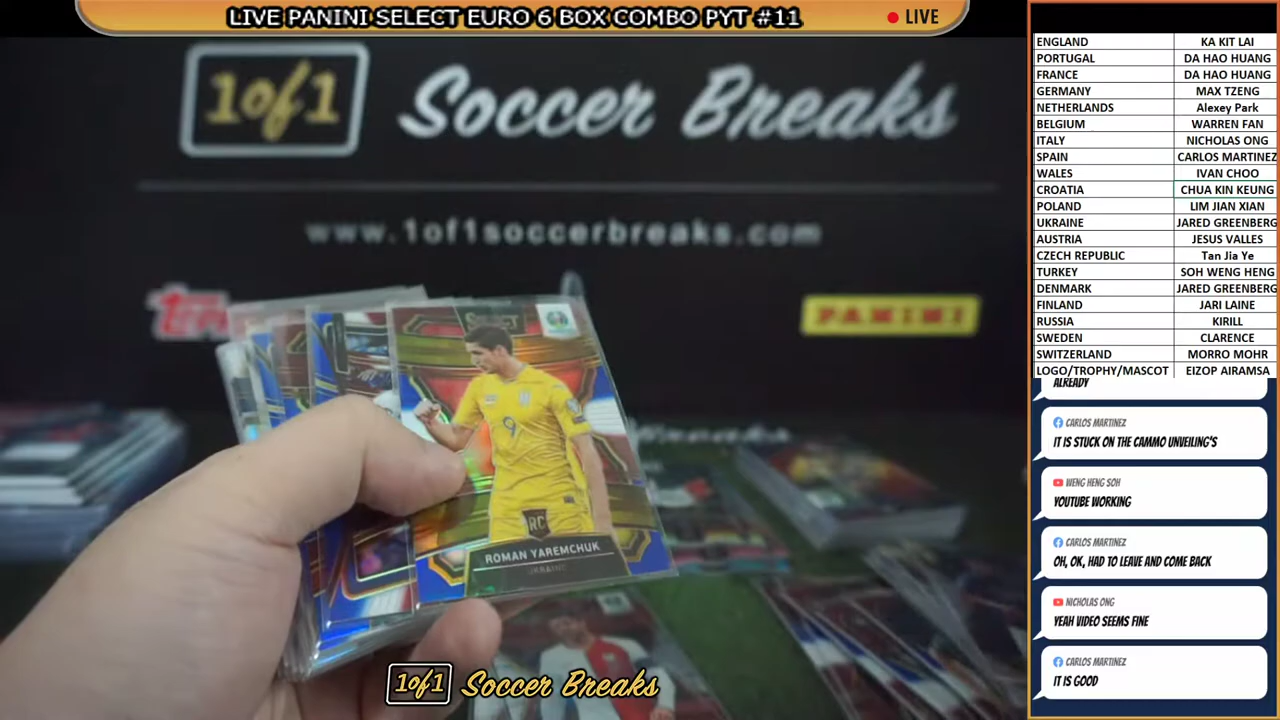 LIVE PANINI SELECT EURO 6 BOX COMBO PYT #11
LIVE
1of1 Soccer Breaks
www.1of1soccerbreaks.com
PANINI
SELECT
9
RC
ROMAN YAREMCHUK
UKRAINE
1of1 Soccer Breaks
ENGLAND KA KIT LAI
PORTUGAL DA HAO HUANG
FRANCE DA HAO HUANG
GERMANY MAX TZENG
NETHERLANDS Alexey Park
BELGIUM WARREN FAN
ITALY NICHOLAS ONG
SPAIN CARLOS MARTINEZ
WALES IVAN CHOO
CROATIA CHUA KIN KEUNG
POLAND LIM JIAN XIAN
UKRAINE JARED GREENBERG
AUSTRIA JESUS VALLES
CZECH REPUBLIC Tan Jia Ye
TURKEY SOH WENG HENG
DENMARK JARED GREENBERG
FINLAND JARI LAINE
RUSSIA KIRILL
SWEDEN CLARENCE
SWITZERLAND MORRO MOHR
LOGO/TROPHY/MASCOT EIZOP AIRAMSA
ALREADY
CARLOS MARTINEZ
IT IS STUCK ON THE CAMMO UNVEILING'S
WENG HENG SOH
YOUTUBE WORKING
CARLOS MARTINEZ
OH, OK, HAD TO LEAVE AND COME BACK
NICHOLAS ONG
YEAH VIDEO SEEMS FINE
CARLOS MARTINEZ
IT IS GOOD